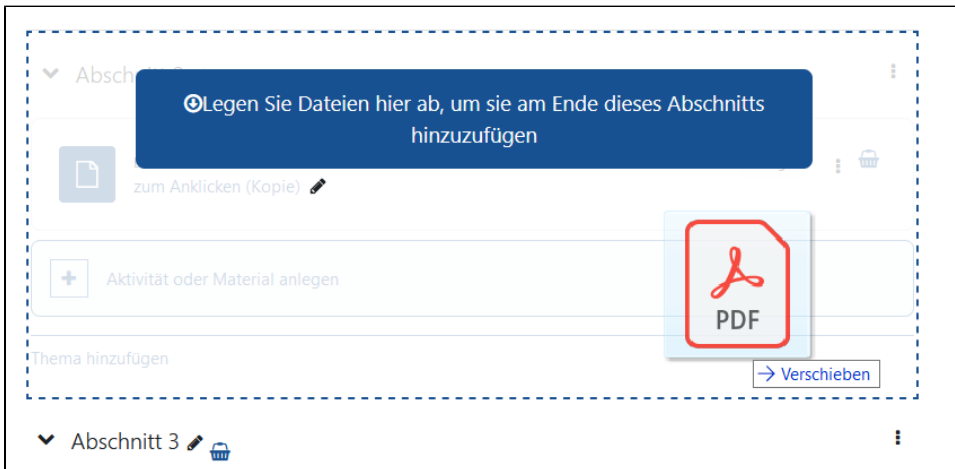 Absch
Legen Sie Dateien hier ab, um sie am Ende dieses Abschnitts
hinzuzufügen
zum Anklicken (Kopie)
Aktivität oder Material anlegen
PDF
Thema hinzufügen
→ Verschieben
Abschnitt 3